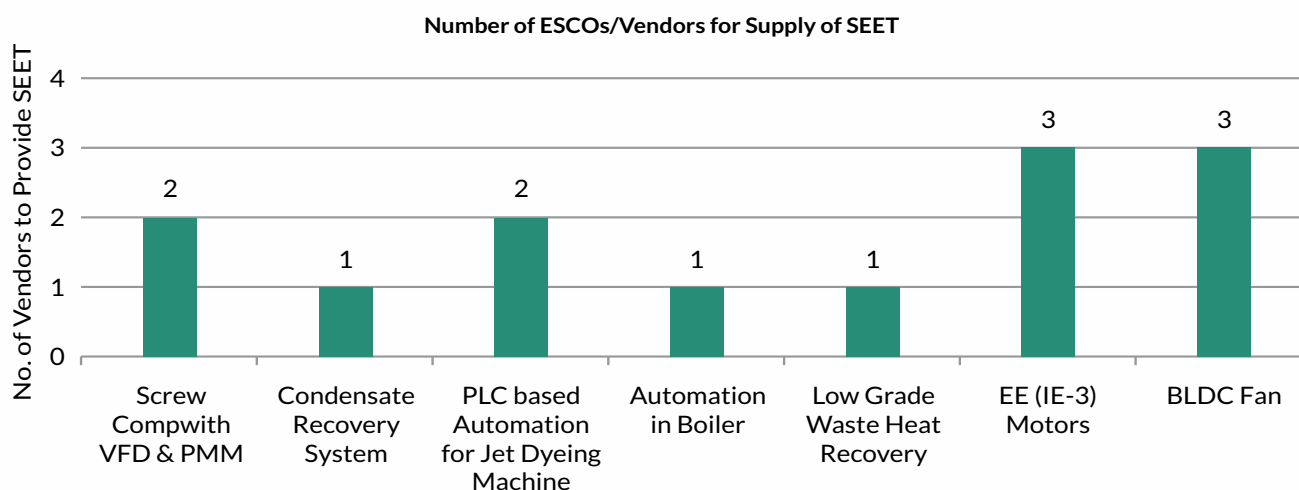 Number of ESCOs/Vendors for Supply of SEET
No. of Vendors to Provide SEET
4
3
2
1
0
2
1
2
1
1
3
3
Screw
Compwith
VFD & PMM
Condensate
Recovery
System
PLC based
Automation
for Jet Dyeing
Machine
Automation
in Boiler
Low Grade
Waste Heat
Recovery
EE (IE-3)
Motors
BLDC Fan